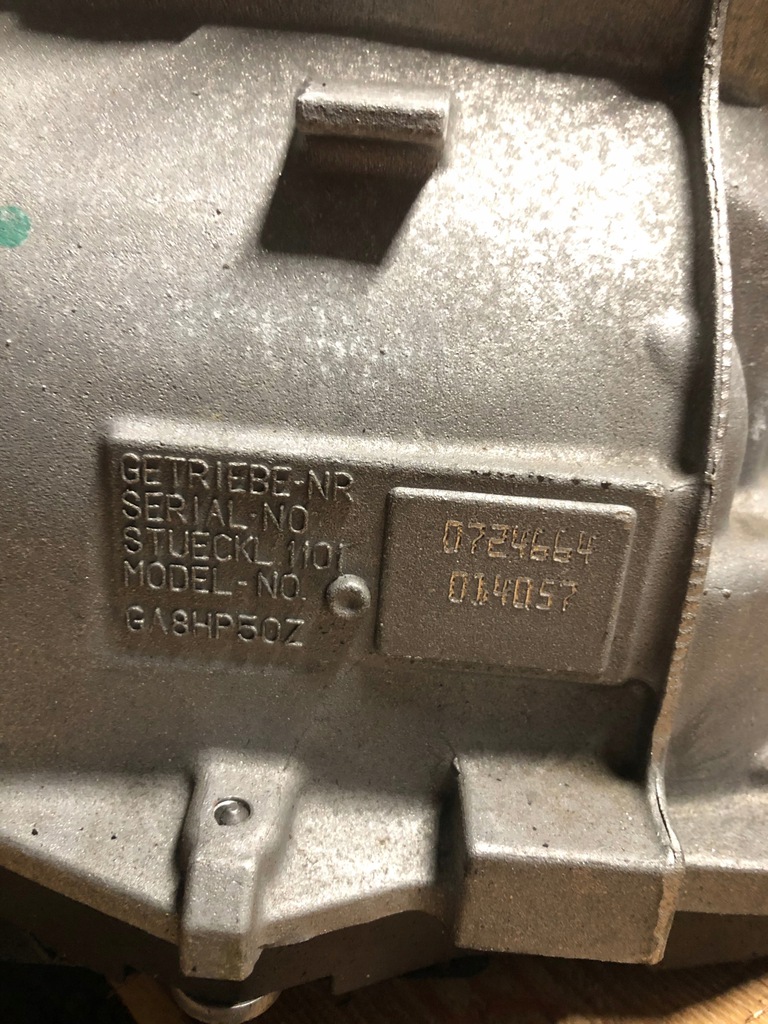 GETRIEBE-NR
SERIAL-NO
STUECKL 1101
MODEL-NO.
GA8HP50Z
0724664
014057